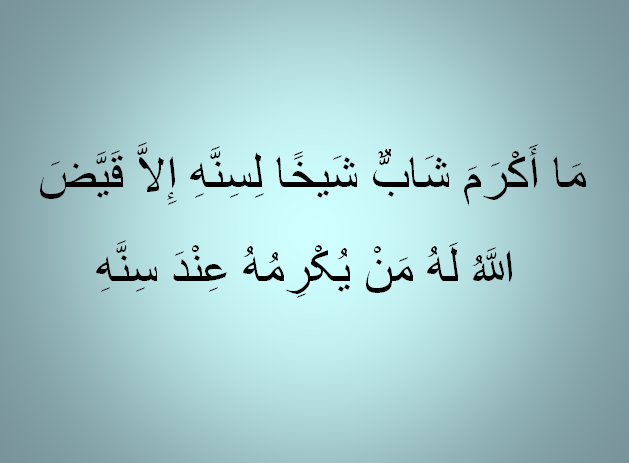 مَا أَكْرَمَ شَابٌّ شَيخًا لِسِنَّهِ إِلاَّ قَيَّضَ
اللَّهُ لَهُ مَنْ يُكْرِمُهُ عِنْدَ سِنَّهِ